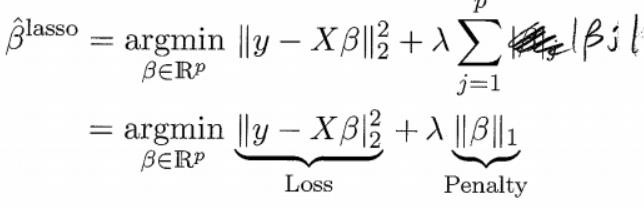 β̂^lasso = argmin_{β∈ℝ^p} ‖y − Xβ‖₂² + λ ∑_{j=1}^{p} |βj|
= argmin_{β∈ℝ^p} ‖y − Xβ|₂² + λ ‖β‖₁
Loss Penalty